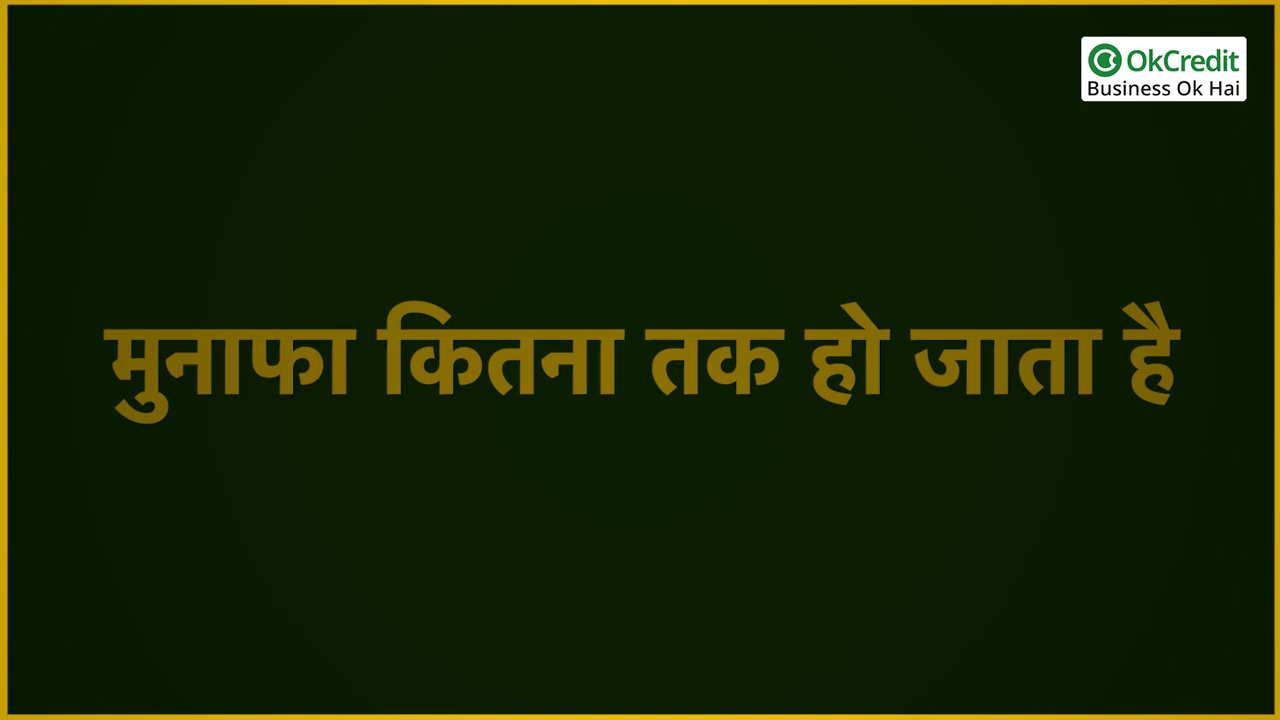 OkCredit
Business Ok Hai
मुनाफा कितना तक हो जाता है